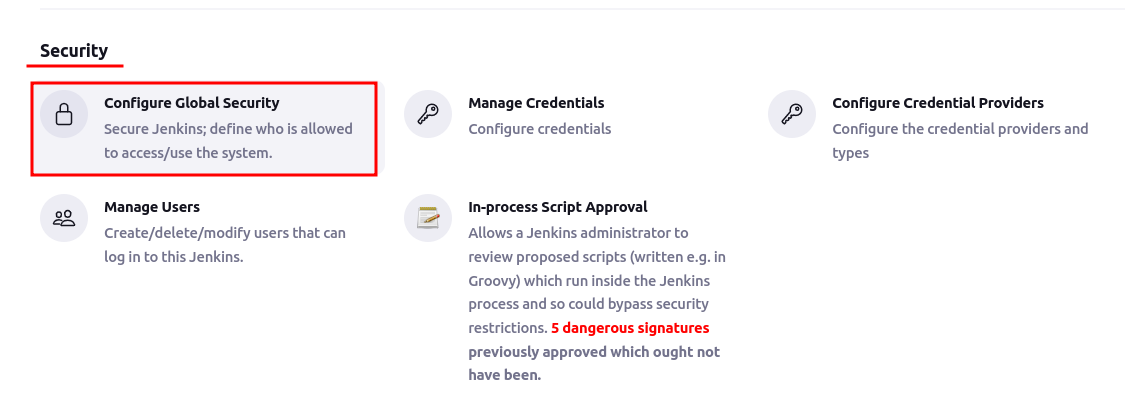 Security
Configure Global Security
Secure Jenkins; define who is allowed
to access/use the system.
Manage Credentials
Configure credentials
Configure Credential Providers
Configure the credential providers and
types
Manage Users
Create/delete/modify users that can
log in to this Jenkins.
In-process Script Approval
Allows a Jenkins administrator to
review proposed scripts (written e.g. in
Groovy) which run inside the Jenkins
process and so could bypass security
restrictions. 5 dangerous signatures
previously approved which ought not
have been.